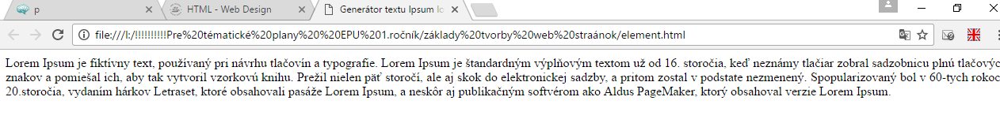 p
HTML - Web Design
Generátor textu Ipsum
file:///I:/!!!!!!!!!!Pre%20tématické%20plany%20%20EPU%201.ročník/základy%20tvorby%20web%20straánok/element.html
Lorem Ipsum je fiktívny text, používaný pri návrhu tlačovín a typografie. Lorem Ipsum je štandardným výplňovým textom už od 16. storočia, keď neznámy tlačiar zobral sadzobnicu plnú tlačovýc
znakov a pomiešal ich, aby tak vytvoril vzorkovú knihu. Prežil nielen päť storočí, ale aj skok do elektronickej sadzby, a pritom zostal v podstate nezmenený. Spopularizovaný bol v 60-tych rokoc
20.storočia, vydaním hárkov Letraset, ktoré obsahovali pasáže Lorem Ipsum, a neskôr aj publikačným softvérom ako Aldus PageMaker, ktorý obsahoval verzie Lorem Ipsum.